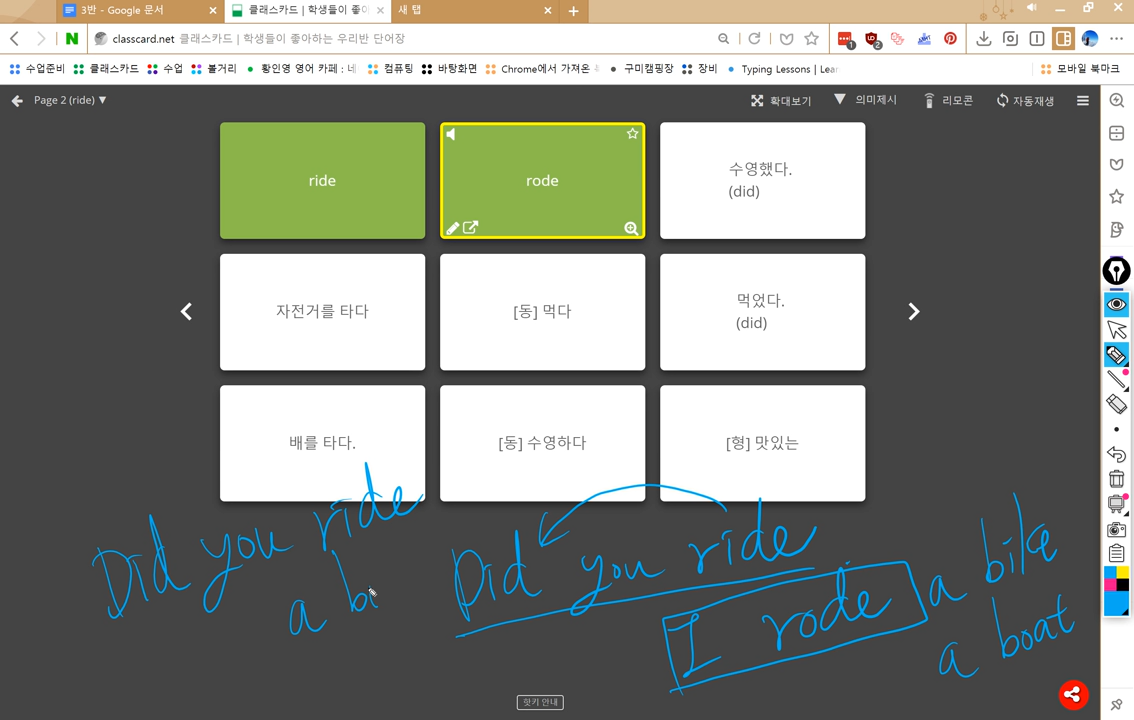 3반 - Google 문서
클래스카드 | 학생들이 좋아
새 탭
classcard.net 클래스카드 | 학생들이 좋아하는 우리반 단어장
수업준비 클래스카드 수업 볼거리 황인영 영어 카페 : 네 컴퓨팅 바탕화면 Chrome에서 가져온 구미캠핑장 장비 Typing Lessons | Lear 모바일 북마크
Page 2 (ride) ▼
확대보기 ▼ 의미제시 리모콘 자동재생
ride
rode
수영했다.
(did)
자전거를 타다
[동] 먹다
먹었다.
(did)
배를 타다.
[동] 수영하다
[형] 맛있는
Did you ride
a b
Did you ride
I rode a bike
a boat
핫키 안내